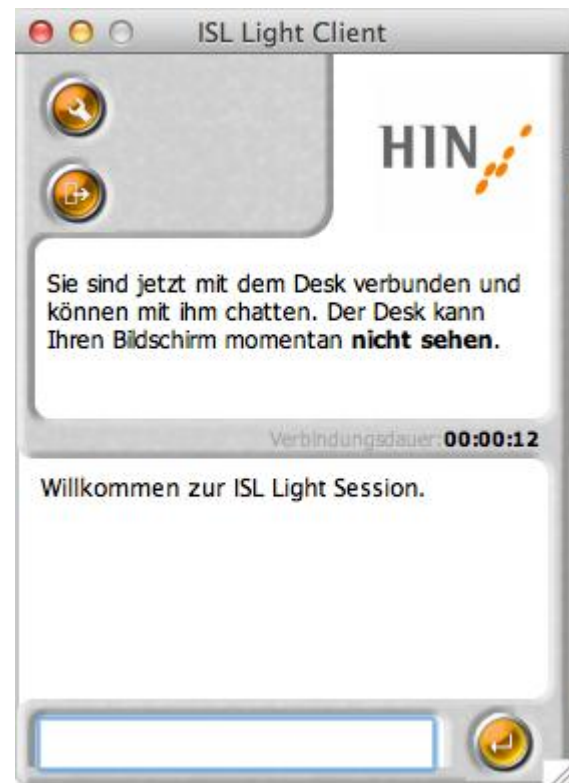 ISL Light Client
HIN
Sie sind jetzt mit dem Desk verbunden und
können mit ihm chatten. Der Desk kann
Ihren Bildschirm momentan nicht sehen.
Verbindungsdauer: 00:00:12
Willkommen zur ISL Light Session.